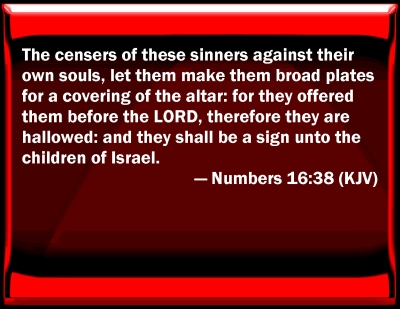 The censers of these sinners against their
own souls, let them make them broad plates
for a covering of the altar: for they offered
them before the LORD, therefore they are
hallowed: and they shall be a sign unto the
children of Israel.
— Numbers 16:38 (KJV)